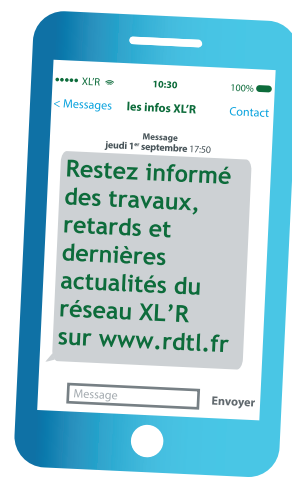 ••••• XL'R 10:30 100%
< Messages les infos XL'R Contact
Message
jeudi 1er septembre 17:50
Restez informé
des travaux,
retards et
dernières
actualités du
réseau XL'R
sur www.rdtl.fr
Message Envoyer